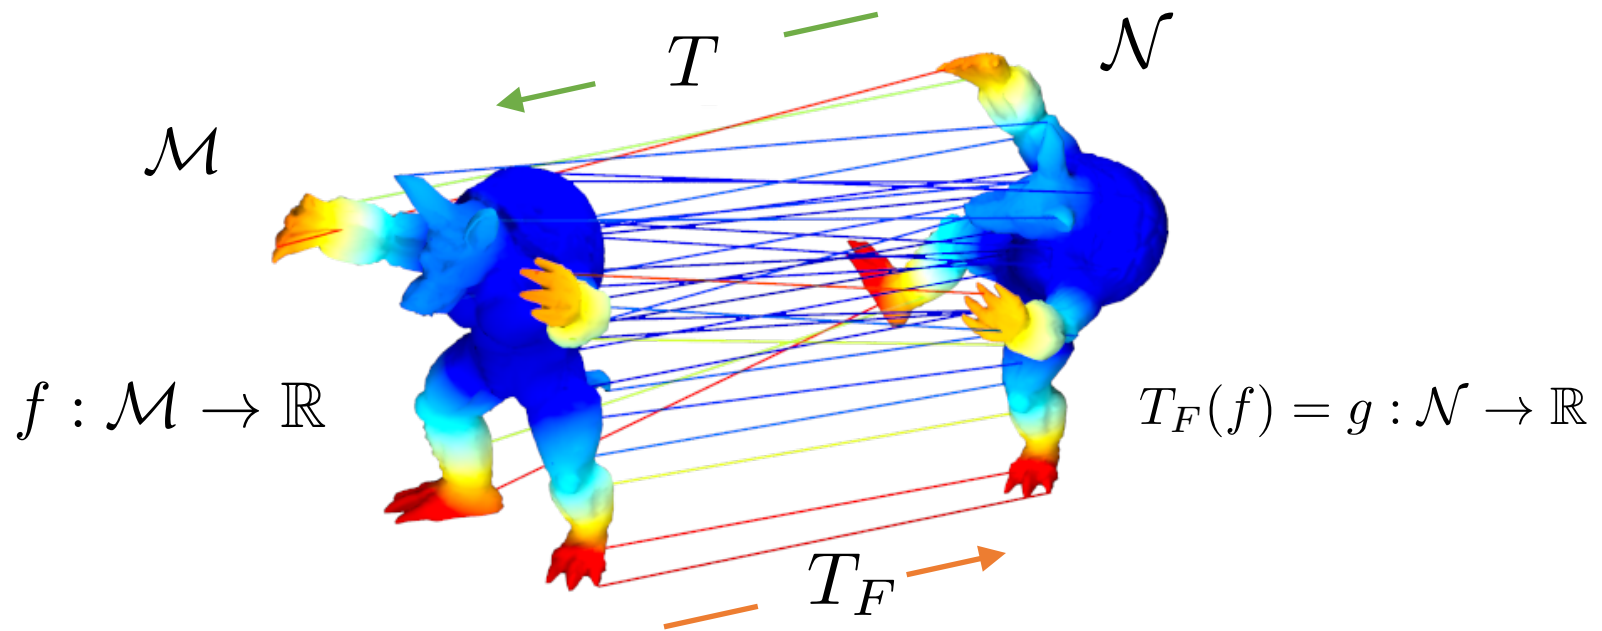 T
𝒩
ℳ
f : ℳ → ℝ
T_F(f) = g : 𝒩 → ℝ
T_F